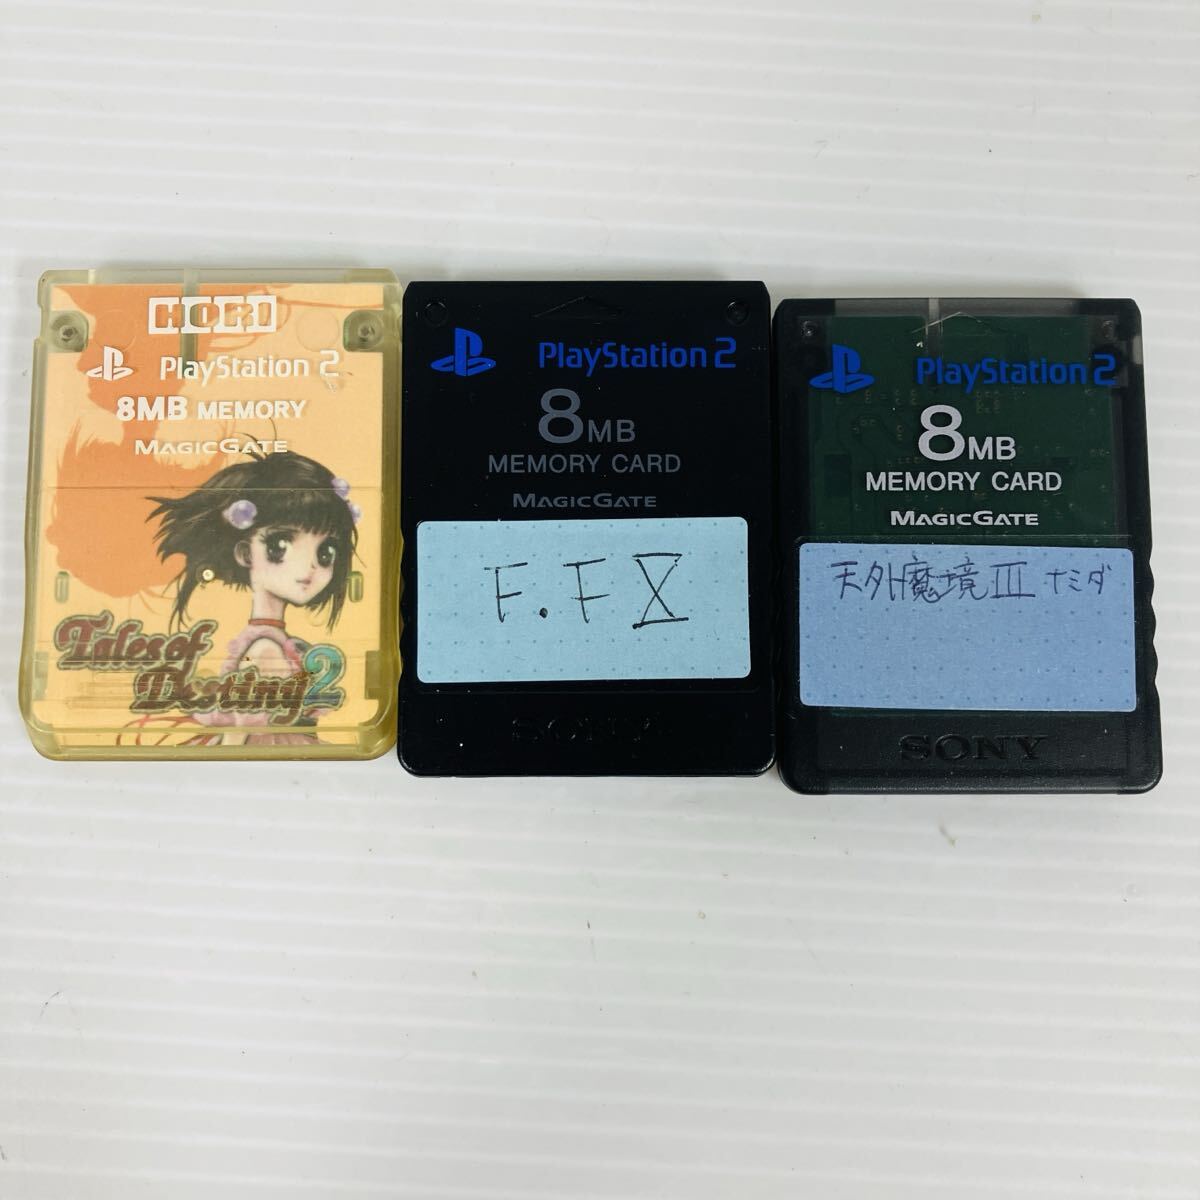 HORI
PlayStation 2
8MB MEMORY
MAGICGATE
Tales of
Destiny 2
PlayStation 2
8MB
MEMORY CARD
MAGICGATE
F.F X
SONY
PlayStation 2
8MB
MEMORY CARD
MAGICGATE
天外魔境III ナミダ
SONY